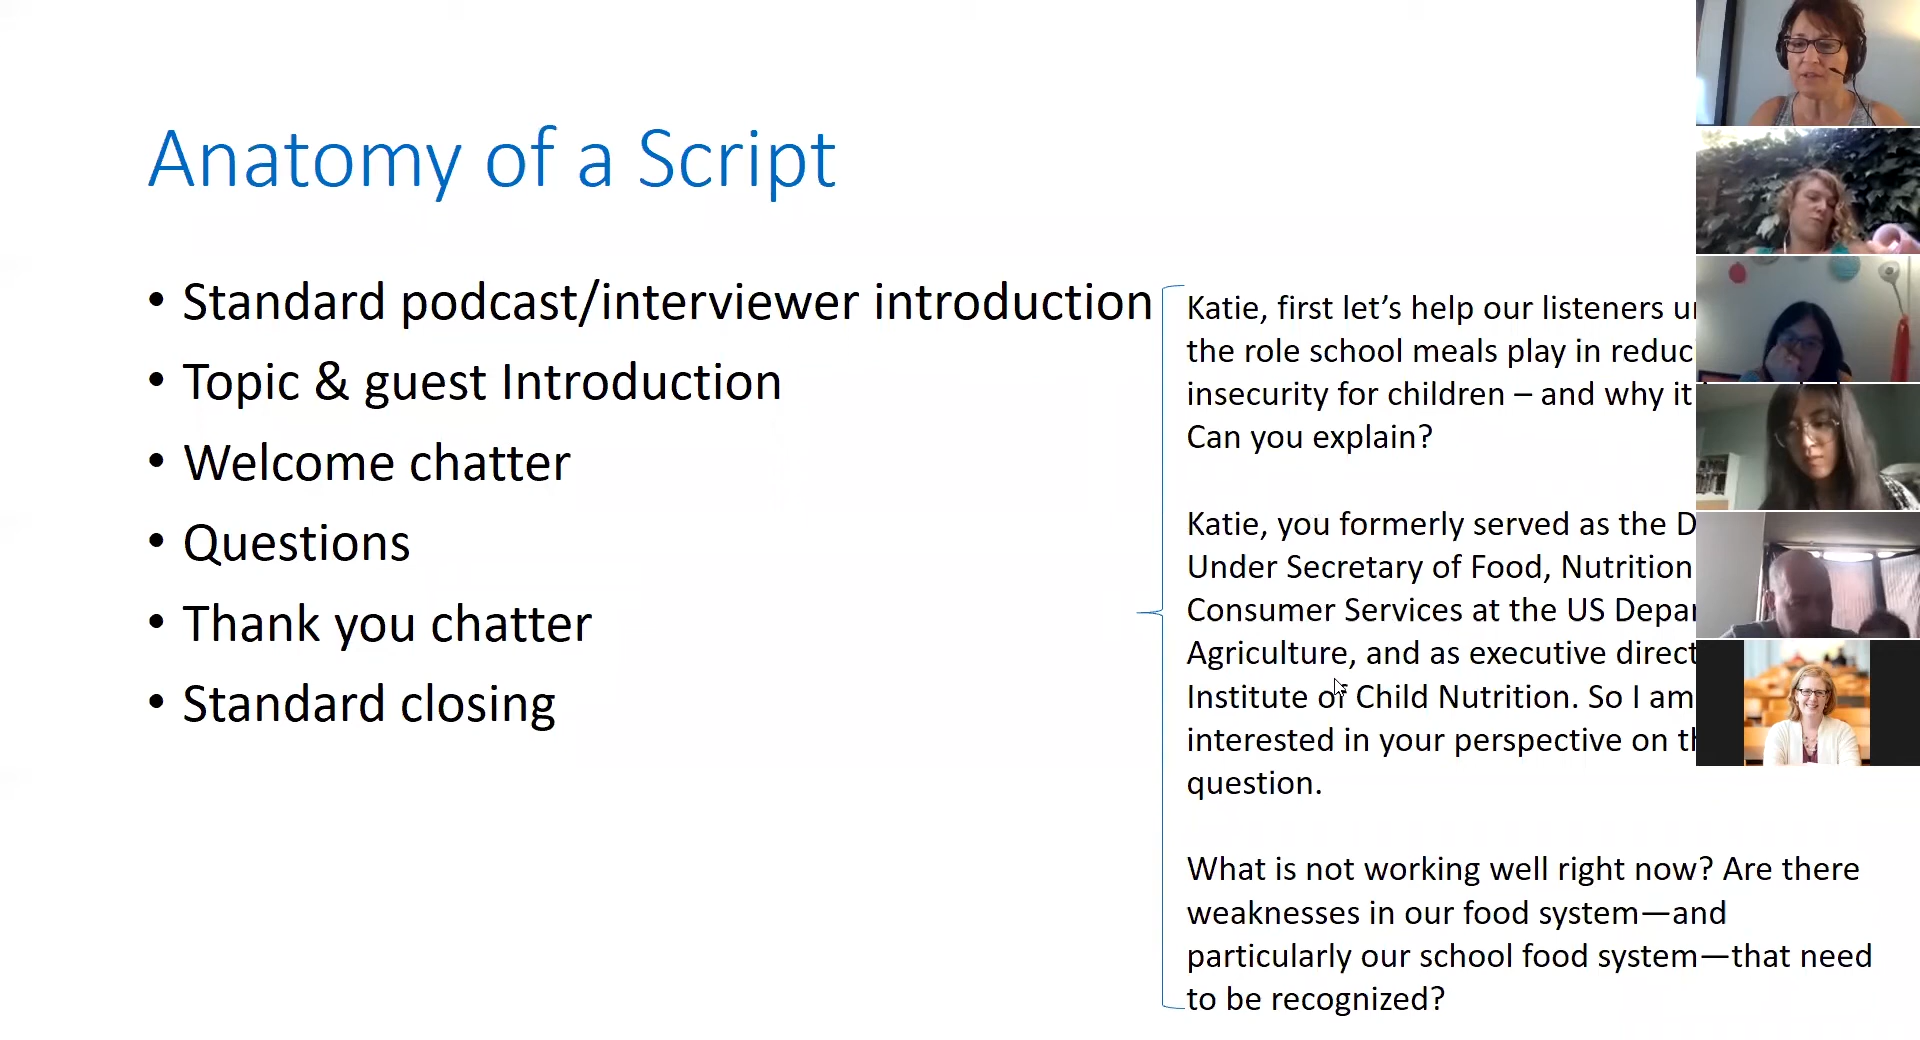 Anatomy of a Script
• Standard podcast/interviewer introduction
• Topic & guest Introduction
• Welcome chatter
• Questions
• Thank you chatter
• Standard closing
Katie, first let’s help our listeners
the role school meals play in
insecurity for children – and why it
Can you explain?
Katie, you formerly served as the
Under Secretary of Food, Nutrition
Consumer Services at the US
Agriculture, and as executive
Institute of Child Nutrition. So I am
interested in your perspective on
question.
What is not working well right now? Are there
weaknesses in our food system—and
particularly our school food system—that need
to be recognized?